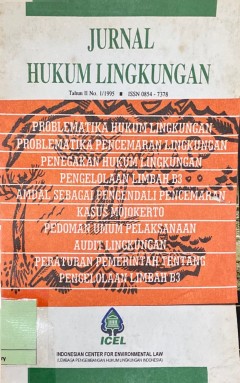 JURNAL
HUKUM LINGKUNGAN
Tahun II No. 1/1995 ■ ISSN 0854 - 7378
PROBLEMATIKA HUKUM LINGKUNGAN
PROBLEMATIKA PENCEMARAN LINGKUNGAN
PENEGAKAN HUKUM LINGKUNGAN
PENGELOLAAN LIMBAH B3
AMDAL SEBAGAI PENGENDALI PENCEMARAN
KASUS MOJOKERTO
PEDOMAN UMUM PELAKSANAAN
AUDIT LINGKUNGAN
PERATURAN PEMERINTAH TENTANG
PENGELOLAAN LIMBAH B3
ICEL
INDONESIAN CENTER FOR ENVIRONMENTAL LAW
(LEMBAGA PENGEMBANGAN HUKUM LINGKUNGAN INDONESIA)